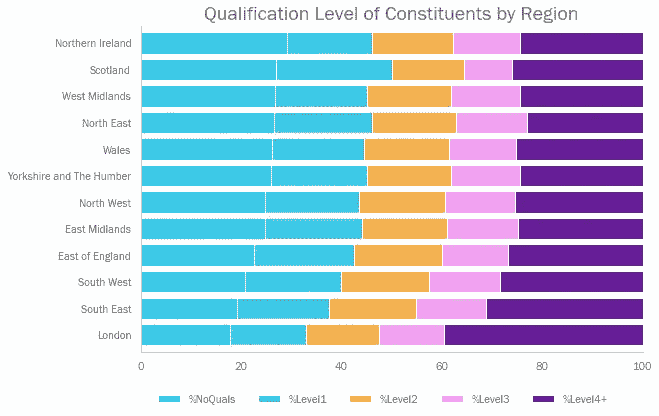 Qualification Level of Constituents by Region
Northern Ireland
Scotland
West Midlands
North East
Wales
Yorkshire and The Humber
North West
East Midlands
East of England
South West
South East
London
0 20 40 60 80 100
%NoQuals %Level1 %Level2 %Level3 %Level4+